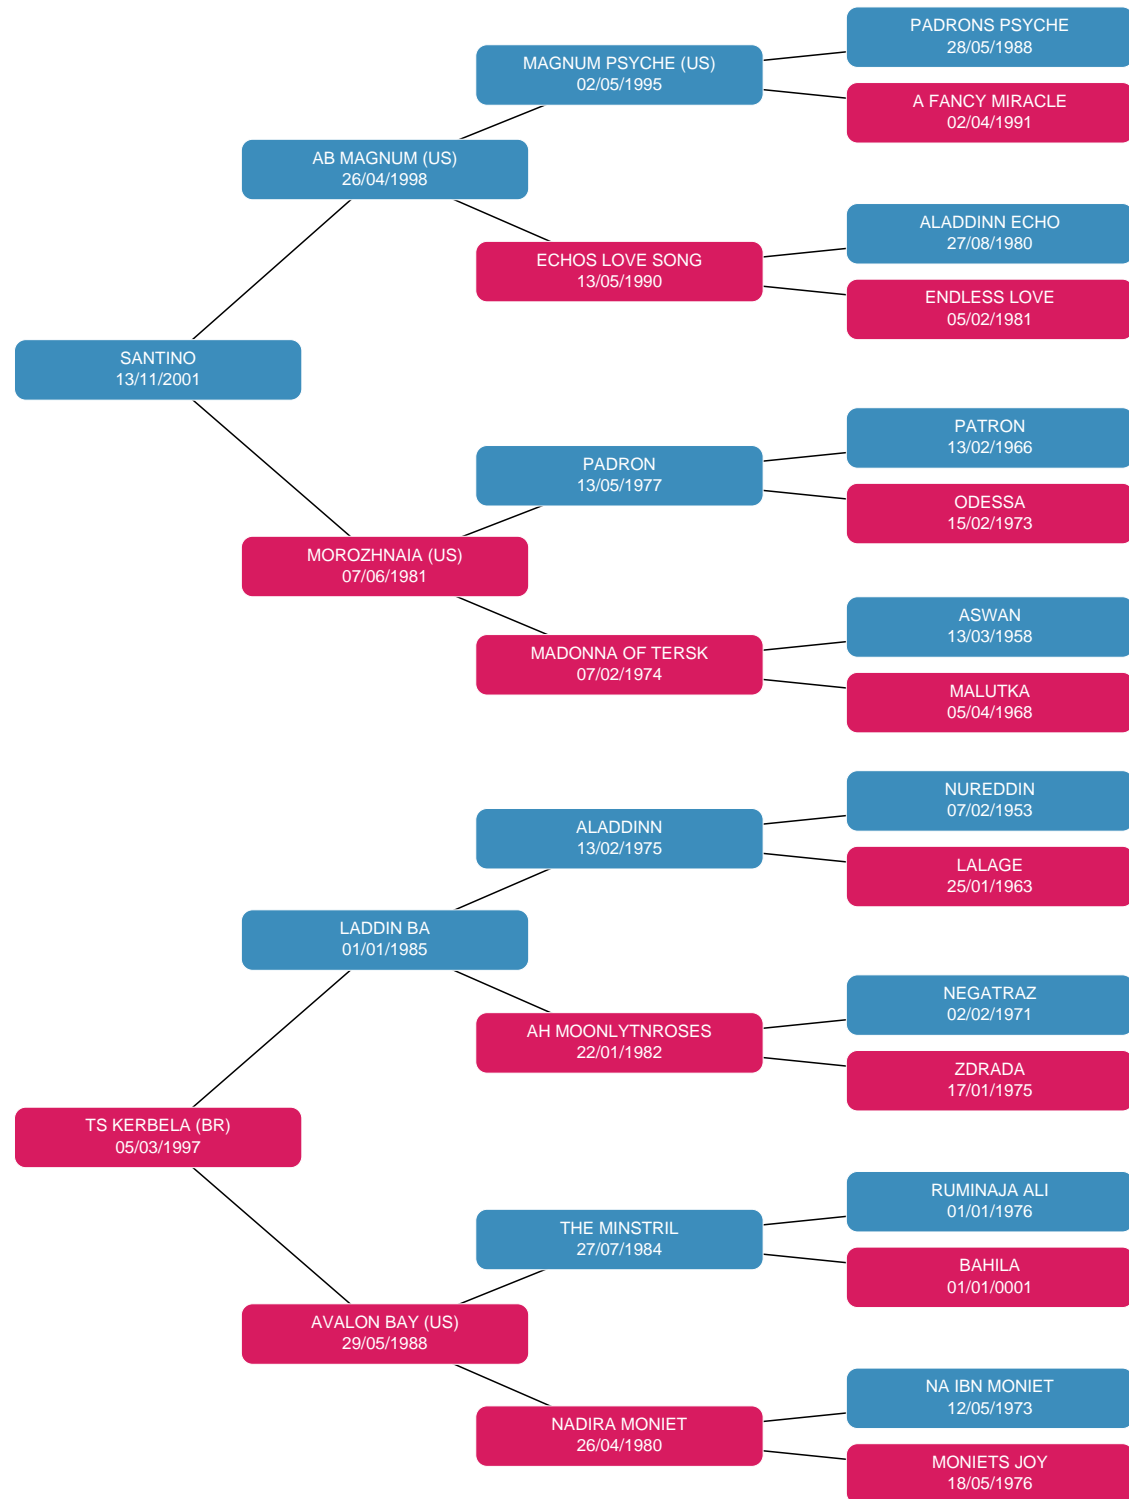 PADRONS PSYCHE
28/05/1988
MAGNUM PSYCHE (US)
02/05/1995
A FANCY MIRACLE
02/04/1991
AB MAGNUM (US)
26/04/1998
ALADDINN ECHO
27/08/1980
ECHOS LOVE SONG
13/05/1990
ENDLESS LOVE
05/02/1981
SANTINO
13/11/2001
PATRON
13/02/1966
PADRON
13/05/1977
ODESSA
15/02/1973
MOROZHNAIA (US)
07/06/1981
ASWAN
13/03/1958
MADONNA OF TERSK
07/02/1974
MALUTKA
05/04/1968
NUREDDIN
07/02/1953
ALADDINN
13/02/1975
LALAGE
25/01/1963
LADDIN BA
01/01/1985
NEGATRAZ
02/02/1971
AH MOONLYTNROSES
22/01/1982
ZDRADA
17/01/1975
TS KERBELA (BR)
05/03/1997
RUMINAJA ALI
01/01/1976
THE MINSTRIL
27/07/1984
BAHILA
01/01/0001
AVALON BAY (US)
29/05/1988
NA IBN MONIET
12/05/1973
NADIRA MONIET
26/04/1980
MONIETS JOY
18/05/1976